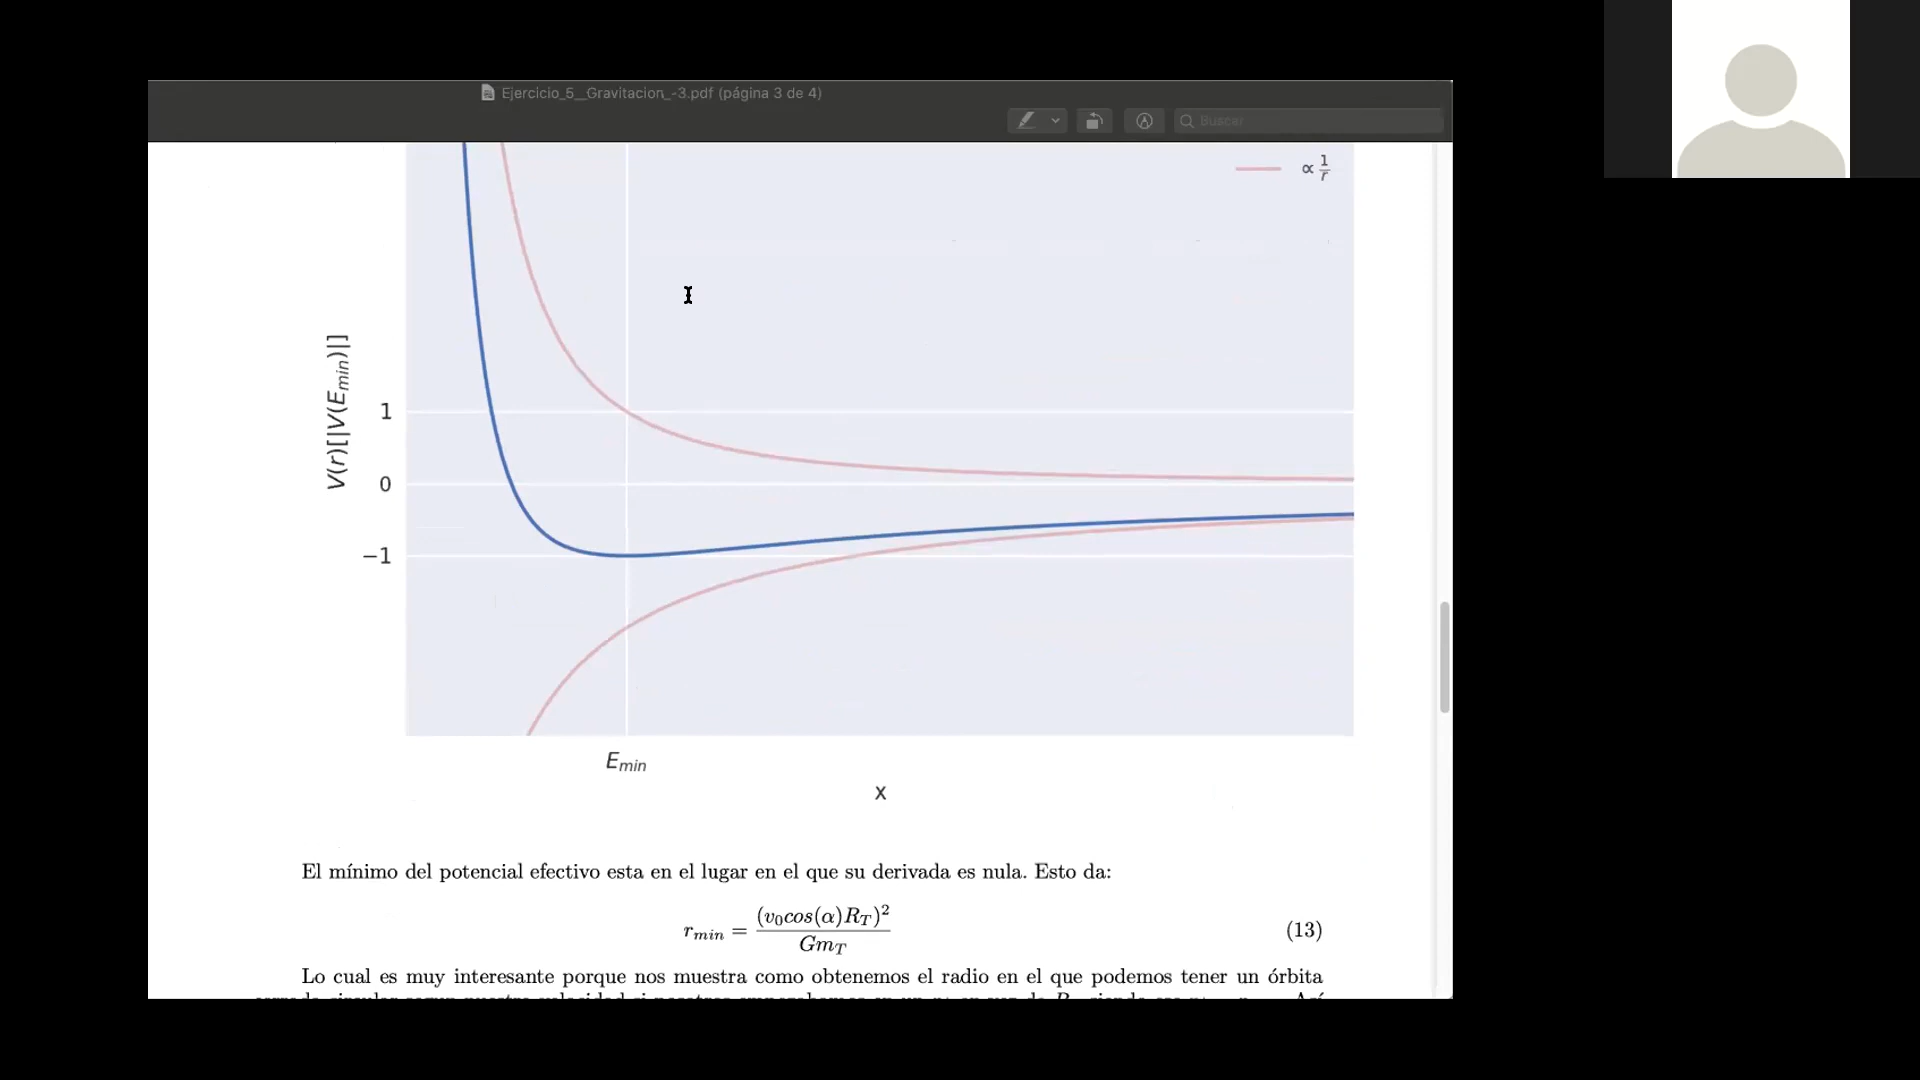 Ejercicio_5__Gravitacion_-3.pdf (página 3 de 4)
Buscar
∝ 1/r
V(r)[|V(E_min)|]
1
0
−1
E_min
x
El mínimo del potencial efectivo esta en el lugar en el que su derivada es nula. Esto da:
r_min = (v_0cos(α)R_T)^2 / Gm_T (13)
Lo cual es muy interesante porque nos muestra como obtenemos el radio en el que podemos tener un órbita